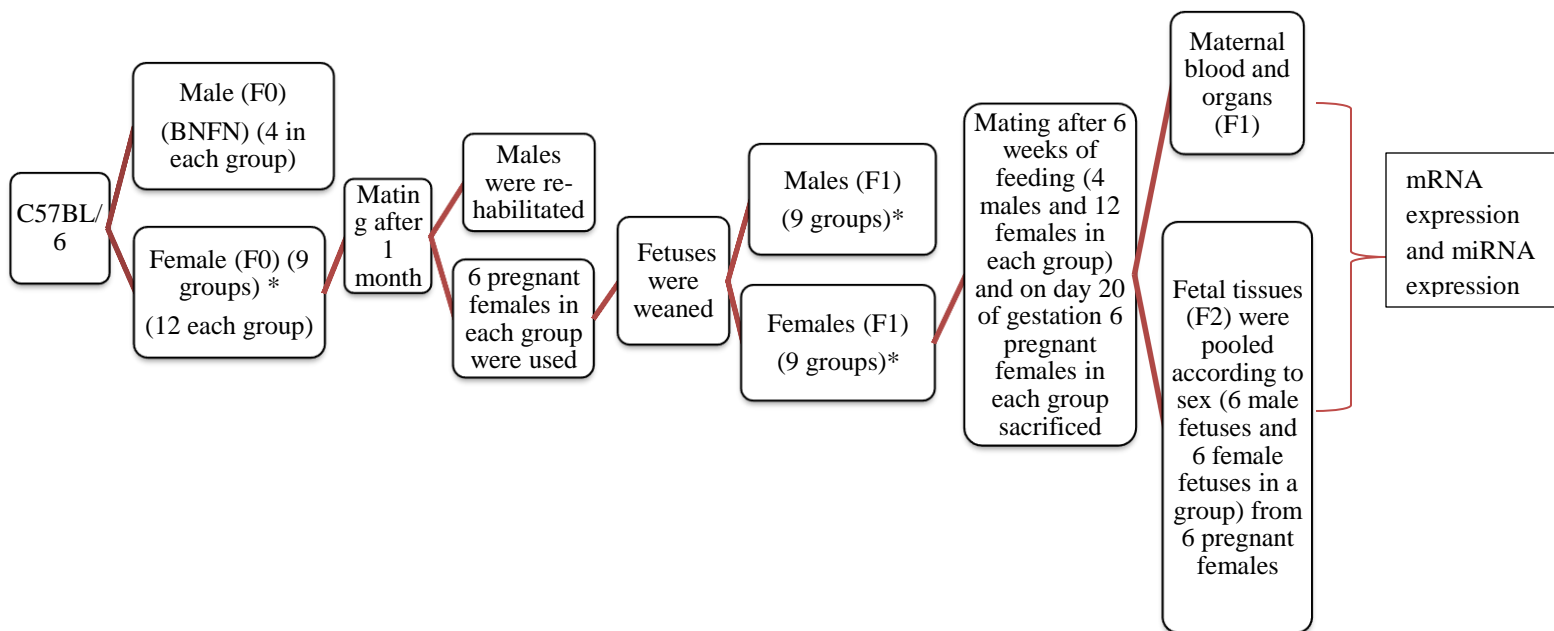 C57BL/
6
Male (F0)
(BNFN) (4 in
each group)
Female (F0) (9
groups) *
(12 each group)
Matin
g after
1
month
Males
were re-
habilitated
6 pregnant
females in
each group
were used
Fetuses
were
weaned
Males (F1)
(9 groups)*
Females (F1)
(9 groups)*
Mating after 6
weeks of
feeding (4
males and 12
females in
each group)
and on day 20
of gestation 6
pregnant
females in
each group
sacrificed
Maternal
blood and
organs
(F1)
Fetal tissues
(F2) were
pooled
according to
sex (6 male
fetuses and
6 female
fetuses in a
group) from
6 pregnant
females
mRNA
expression
and miRNA
expression